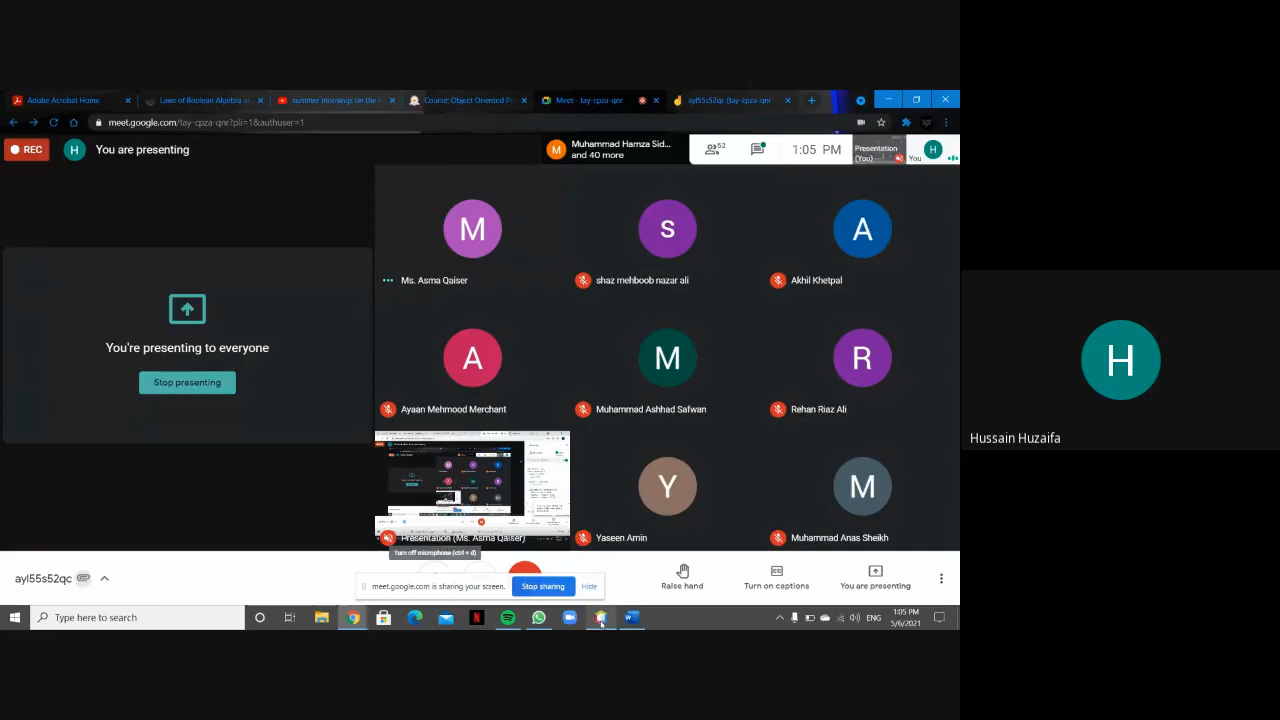 Adobe Acrobat Home
Laws of Boolean Algebra a
summer mornings on the
Course: Object Oriented Pr
Meet - tay-cpza-qnr
ayl55s52qc (tay-cpza-qnr
meet.google.com/tay-cpza-qnr?pli=1&authuser=1
REC
H
You are presenting
M
Muhammad Hamza Sid...
and 40 more
52
1:05 PM
Presentation
(You)
You
H
M
Ms. Asma Qaiser
s
shaz mehboob nazar ali
A
Akhil Khetpal
You're presenting to everyone
Stop presenting
A
Ayaan Mehmood Merchant
M
Muhammad Ashhad Safwan
R
Rehan Riaz Ali
H
Hussain Huzaifa
Presentation (Ms. Asma Qaiser)
Y
Yaseen Amin
M
Muhammad Anas Sheikh
Turn off microphone (ctrl + d)
ayl55s52qc
meet.google.com is sharing your screen.
Stop sharing
Hide
Raise hand
Turn on captions
You are presenting
Type here to search
N
W
ENG
1:05 PM
5/6/2021